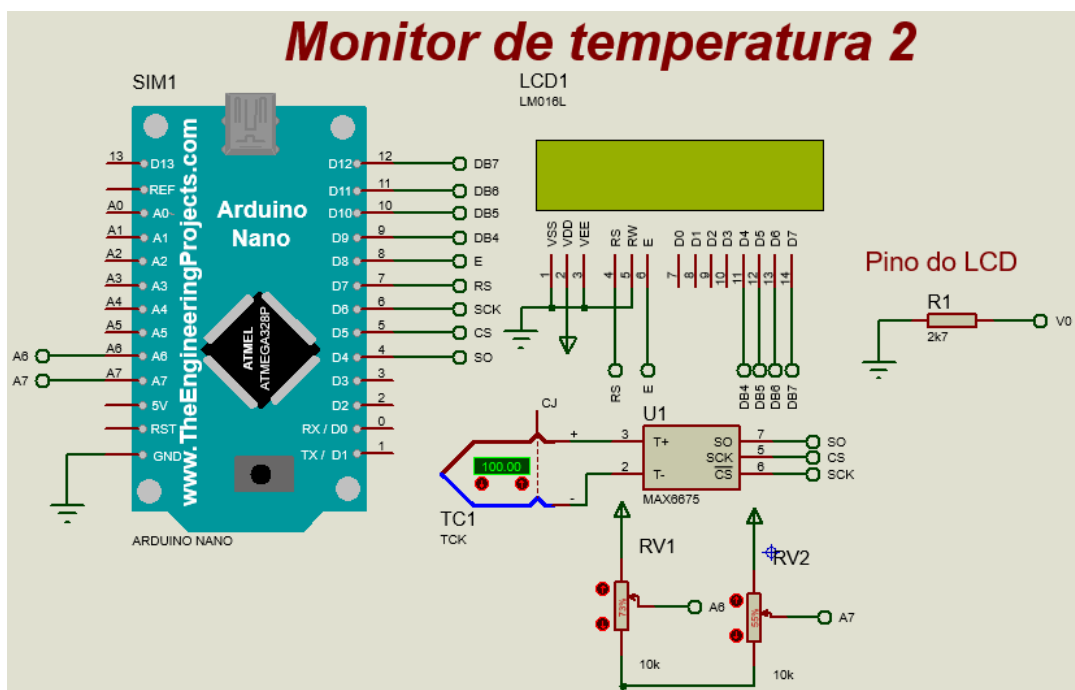 Monitor de temperatura 2
SIM1
LCD1
LM016L
www.TheEngineeringProjects.com
Arduino
Nano
ATMEL
ATMEGA328P
13 D13
REF
A0 A0
A1 A1
A2 A2
A3 A3
A4 A4
A5 A5
A6 A6 A6
A7 A7 A7
5V
RST
GND
D12 12 DB7
D11 11 DB6
D10 10 DB5
D9 9 DB4
D8 8 E
D7 7 RS
D6 6 SCK
D5 5 CS
D4 4 SO
D3 3
D2 2
RX / D0 0
TX / D1 1
ARDUINO NANO
VSS VDD VEE RS RW E D0 D1 D2 D3 D4 D5 D6 D7
1 2 3 4 5 6 7 8 9 10 11 12 13 14
RS E DB4 DB5 DB6 DB7
Pino do LCD
R1
2k7
V0
CJ
+
-
100.00
TC1
TCK
U1
3 T+ SO 7 SO
SCK 5 CS
2 T- CS 6 SCK
MAX6675
RV1
73%
A6
10k
RV2
55%
A7
10k